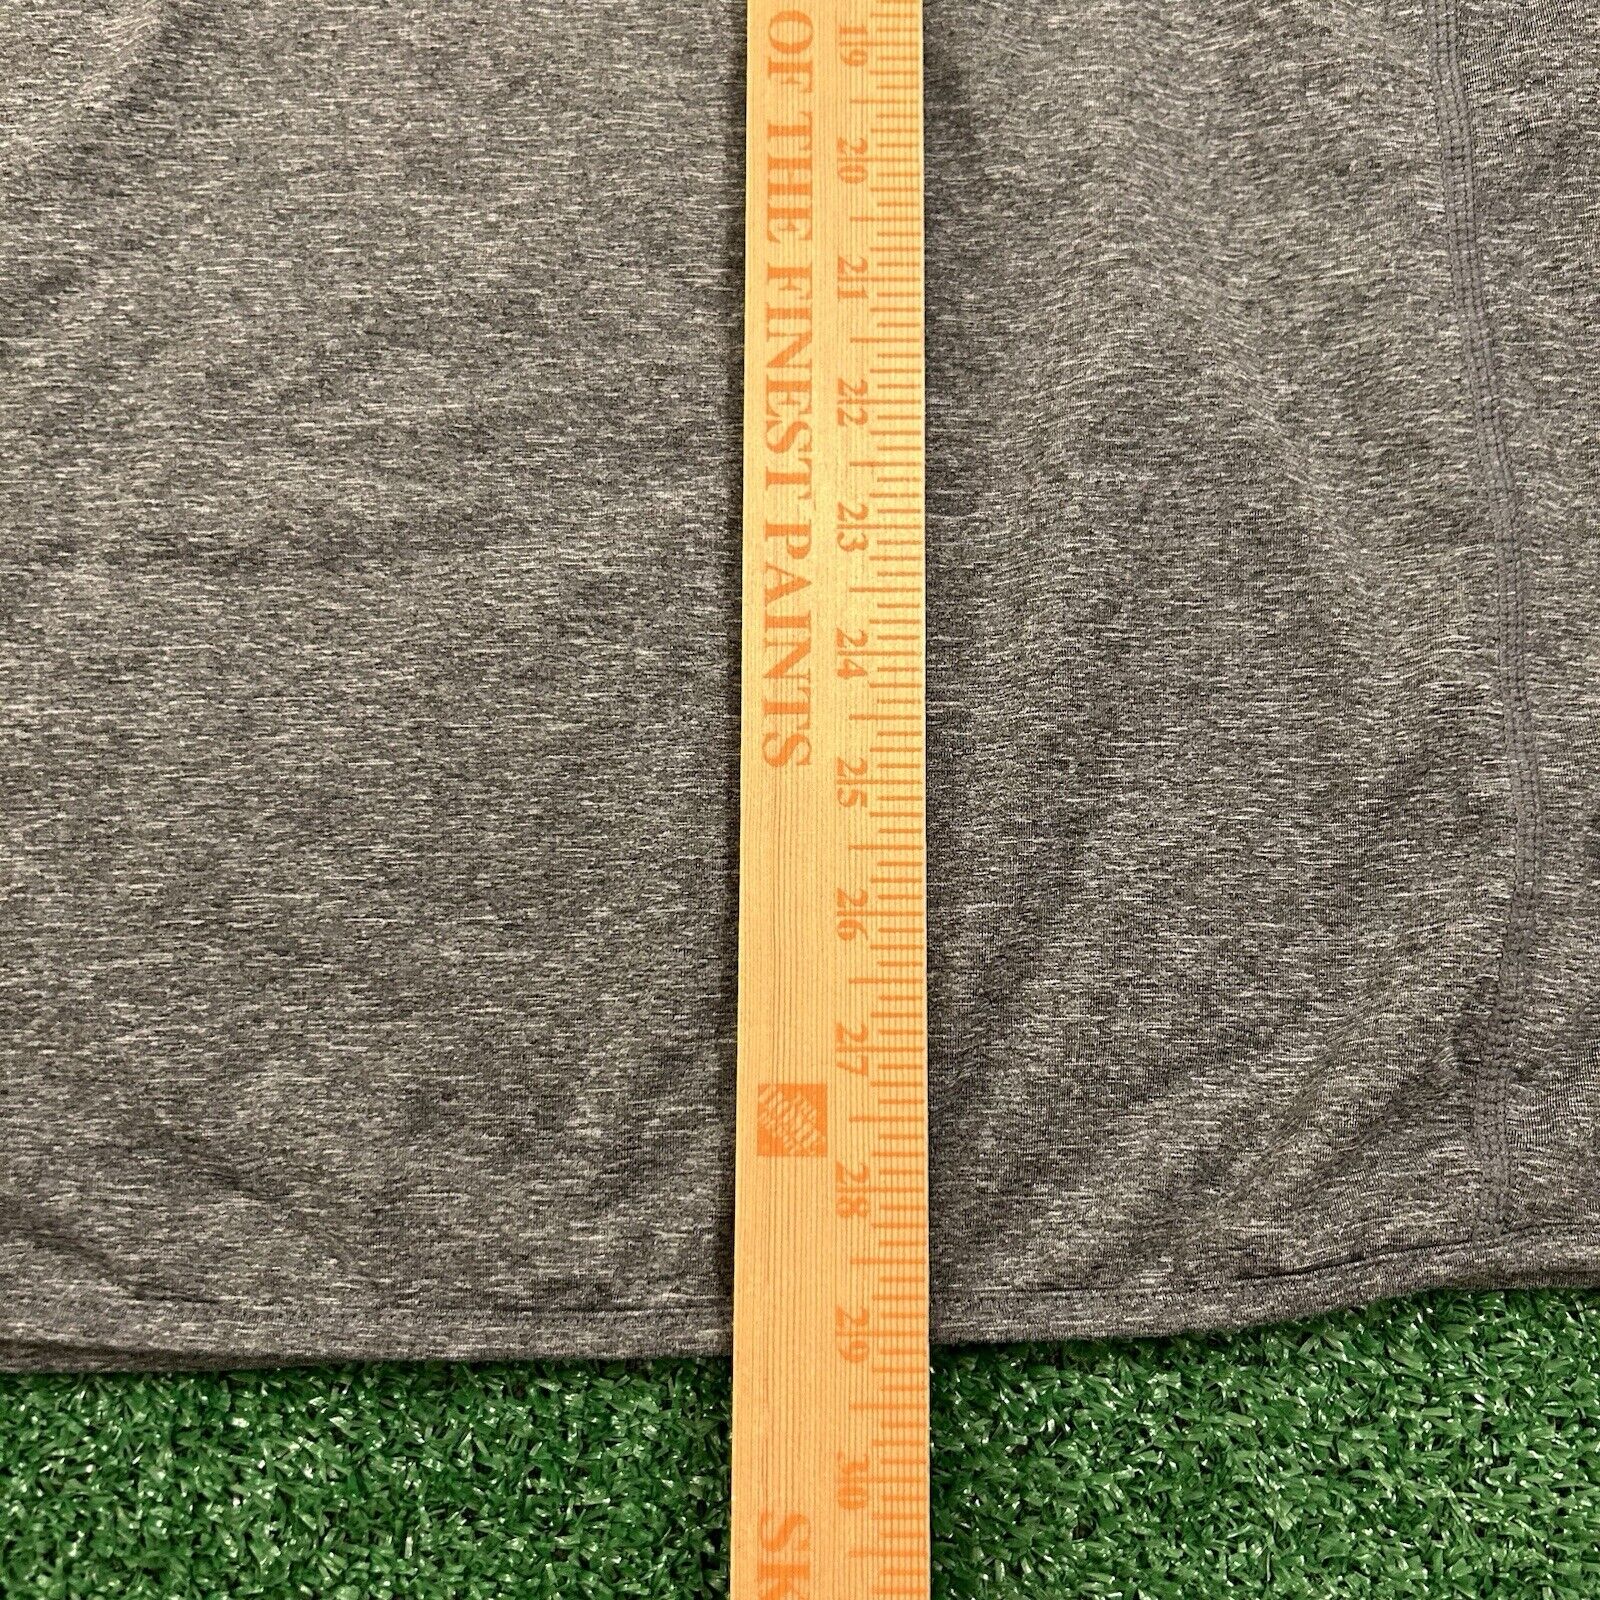 OF THE FINEST PAINTS
19 20 21 22 23 24 25 26 27 28 29 30